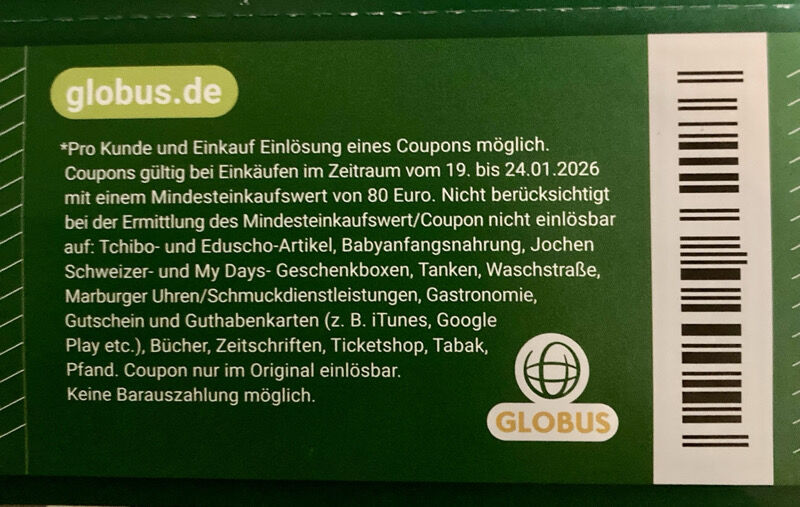 globus.de
*Pro Kunde und Einkauf Einlösung eines Coupons möglich.
Coupons gültig bei Einkäufen im Zeitraum vom 19. bis 24.01.2026
mit einem Mindesteinkaufswert von 80 Euro. Nicht berücksichtigt
bei der Ermittlung des Mindesteinkaufswert/Coupon nicht einlösbar
auf: Tchibo- und Eduscho-Artikel, Babyanfangsnahrung, Jochen
Schweizer- und My Days- Geschenkboxen, Tanken, Waschstraße,
Marburger Uhren/Schmuckdienstleistungen, Gastronomie,
Gutschein und Guthabenkarten (z. B. iTunes, Google
Play etc.), Bücher, Zeitschriften, Ticketshop, Tabak,
Pfand. Coupon nur im Original einlösbar.
Keine Barauszahlung möglich.
GLOBUS